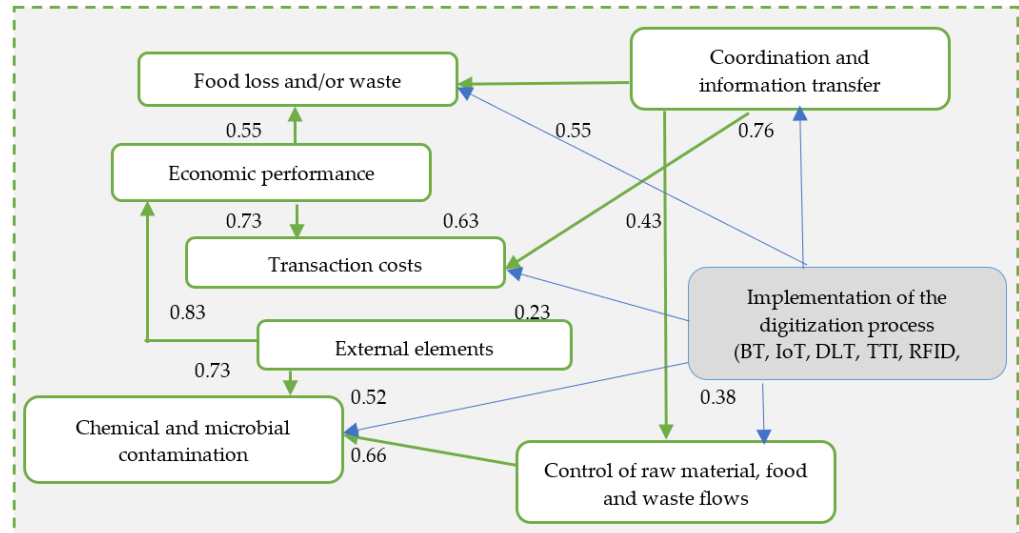 Coordination and
information transfer
Food loss and/or waste
0.55
0.55
0.76
Economic performance
0.73
0.63
0.43
Transaction costs
Implementation of the
digitization process
(BT, IoT, DLT, TTI, RFID,
0.83
0.23
External elements
0.73
0.52
0.38
Chemical and microbial
contamination
0.66
Control of raw material, food
and waste flows